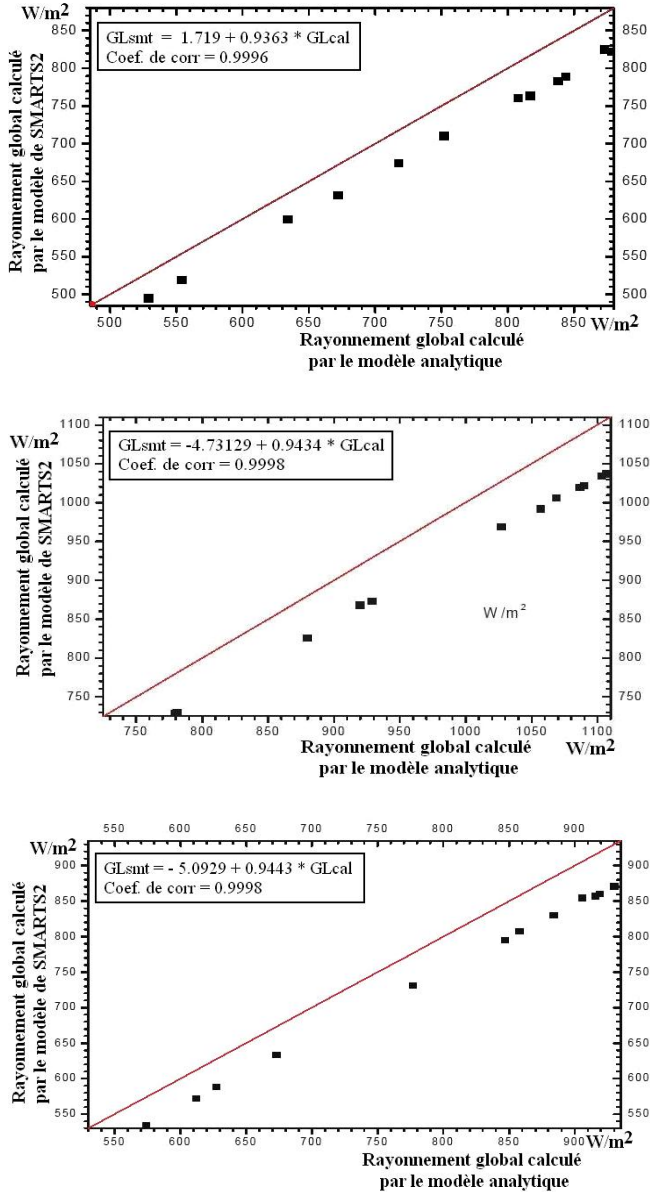 W/m2
GLsmt = 1.719 + 0.9363 * GLcal
Coef. de corr = 0.9996
Rayonnement global calculé
par le modèle de SMARTS2
850
800
750
700
650
600
550
500
850
800
750
700
650
600
550
500
500 550 600 650 700 750 800 850 W/m2
Rayonnement global calculé
par le modèle analytique
W/m2
GLsmt = -4.73129 + 0.9434 * GLcal
Coef. de corr = 0.9998
Rayonnement global calculé
par le modèle de SMARTS2
1100
1050
1000
950
900
850
800
750
1100
1050
1000
950
900
850
800
750
W /m2
750 800 850 900 950 1000 1050 1100
W/m2
Rayonnement global calculé
par le modèle analytique
550 600 650 700 750 800 850 900
W/m2
GLsmt = - 5.0929 + 0.9443 * GLcal
Coef. de corr = 0.9998
Rayonnement global calculé
par le modèle de SMARTS2
900
850
800
750
700
650
600
550
900
850
800
750
700
650
600
550
550 600 650 700 750 800 850 900 W/m2
Rayonnement global calculé
par le modèle analytique